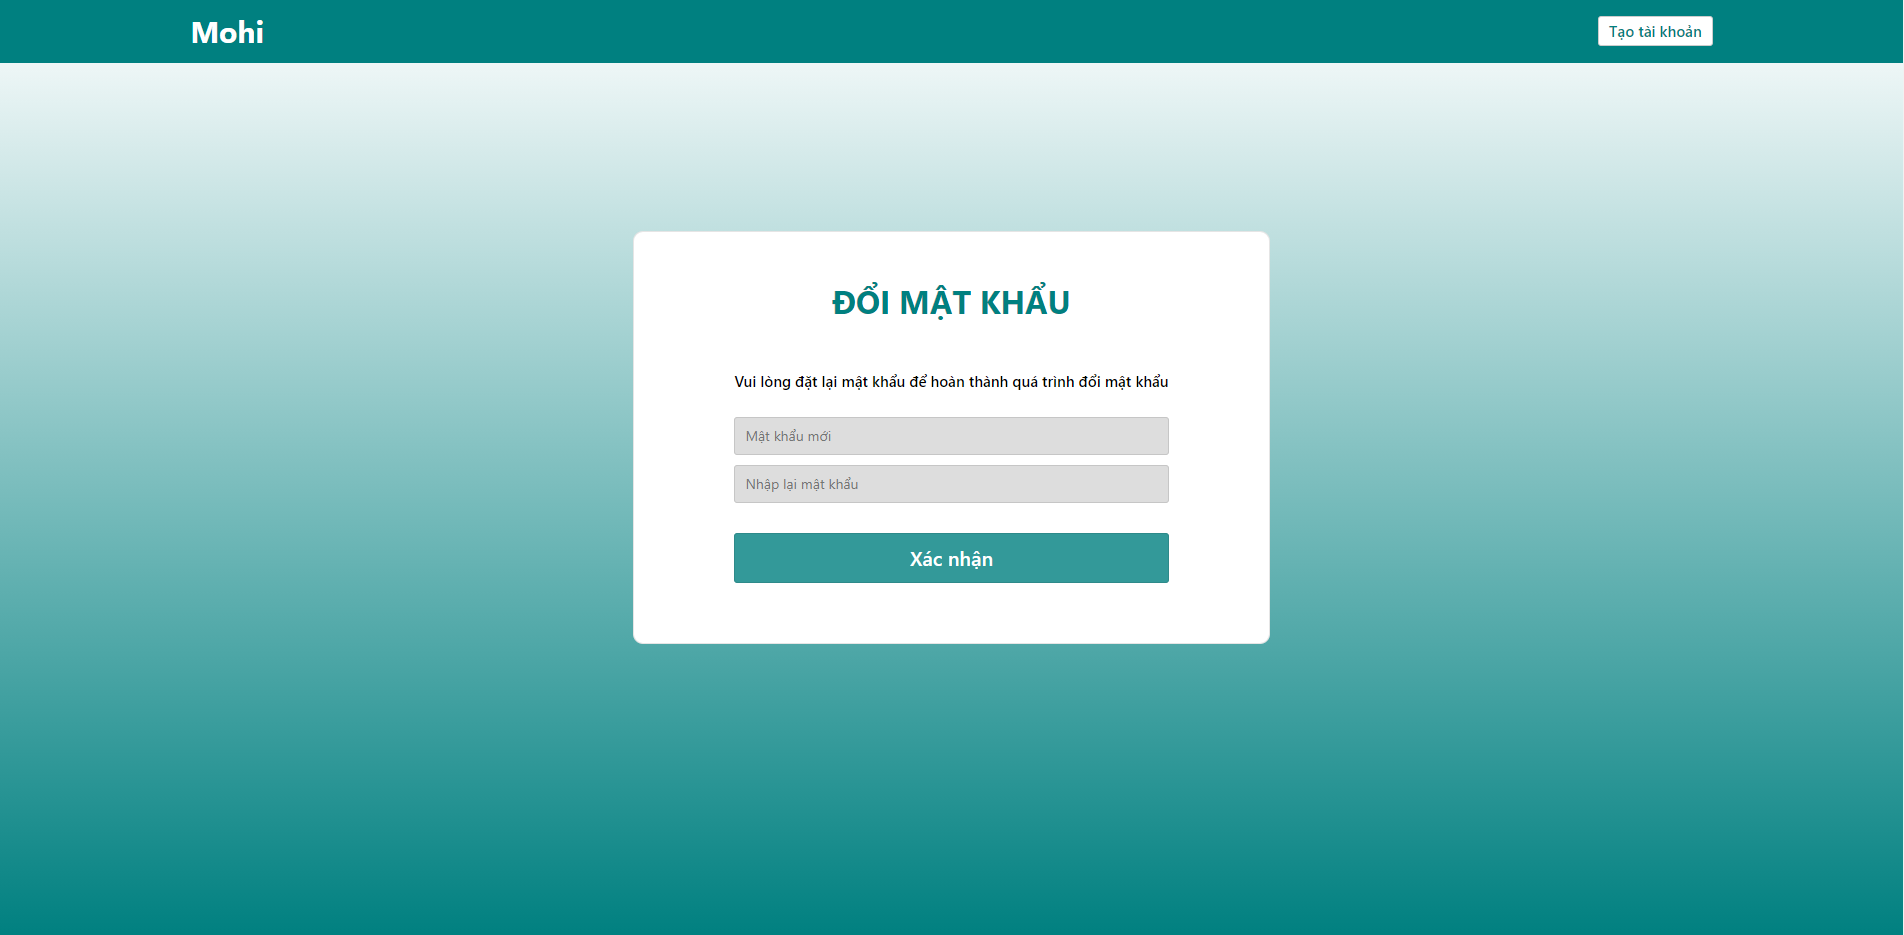 Mohi
Tạo tài khoản
ĐỔI MẬT KHẨU
Vui lòng đặt lại mật khẩu để hoàn thành quá trình đổi mật khẩu
Mật khẩu mới
Nhập lại mật khẩu
Xác nhận